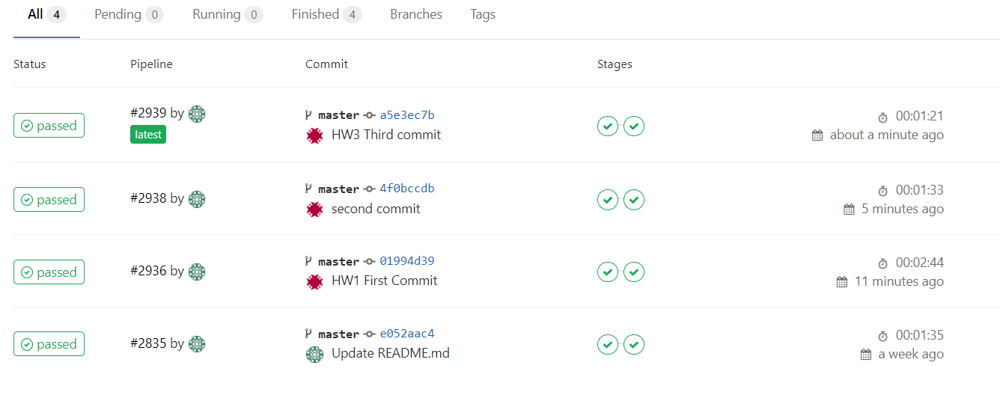 All 4 Pending 0 Running 0 Finished 4 Branches Tags
Status Pipeline Commit Stages
passed #2939 by latest master a5e3ec7b HW3 Third commit 00:01:21 about a minute ago
passed #2938 by master 4f0bccdb second commit 00:01:33 5 minutes ago
passed #2936 by master 01994d39 HW1 First Commit 00:02:44 11 minutes ago
passed #2835 by master e052aac4 Update README.md 00:01:35 a week ago